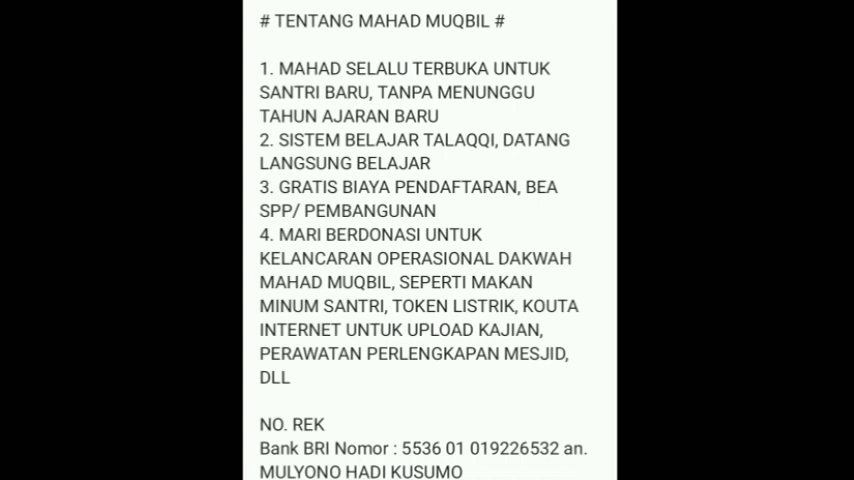 # TENTANG MAHAD MUQBIL #
1. MAHAD SELALU TERBUKA UNTUK
SANTRI BARU, TANPA MENUNGGU
TAHUN AJARAN BARU
2. SISTEM BELAJAR TALAQQI, DATANG
LANGSUNG BELAJAR
3. GRATIS BIAYA PENDAFTARAN, BEA
SPP/ PEMBANGUNAN
4. MARI BERDONASI UNTUK
KELANCARAN OPERASIONAL DAKWAH
MAHAD MUQBIL, SEPERTI MAKAN
MINUM SANTRI, TOKEN LISTRIK, KOUTA
INTERNET UNTUK UPLOAD KAJIAN,
PERAWATAN PERLENGKAPAN MESJID,
DLL
NO. REK
Bank BRI Nomor : 5536 01 019226532 an.
MULYONO HADI KUSUMO